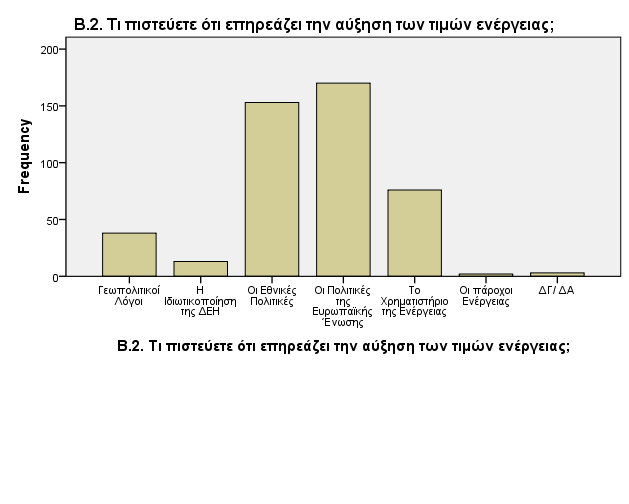 Β.2. Τι πιστεύετε ότι επηρεάζει την αύξηση των τιμών ενέργειας;
200
150
100
50
0
Frequency
Γεωπολιτικοί
Λόγοι
Η
Ιδιωτικοποίηση
της ΔΕΗ
Οι Εθνικές
Πολιτικές
Οι Πολιτικές
της
Ευρωπαϊκής
Ένωσης
Το
Χρηματιστήριο
της Ενέργειας
Οι πάροχοι
Ενέργειας
ΔΓ/ ΔΑ
Β.2. Τι πιστεύετε ότι επηρεάζει την αύξηση των τιμών ενέργειας;